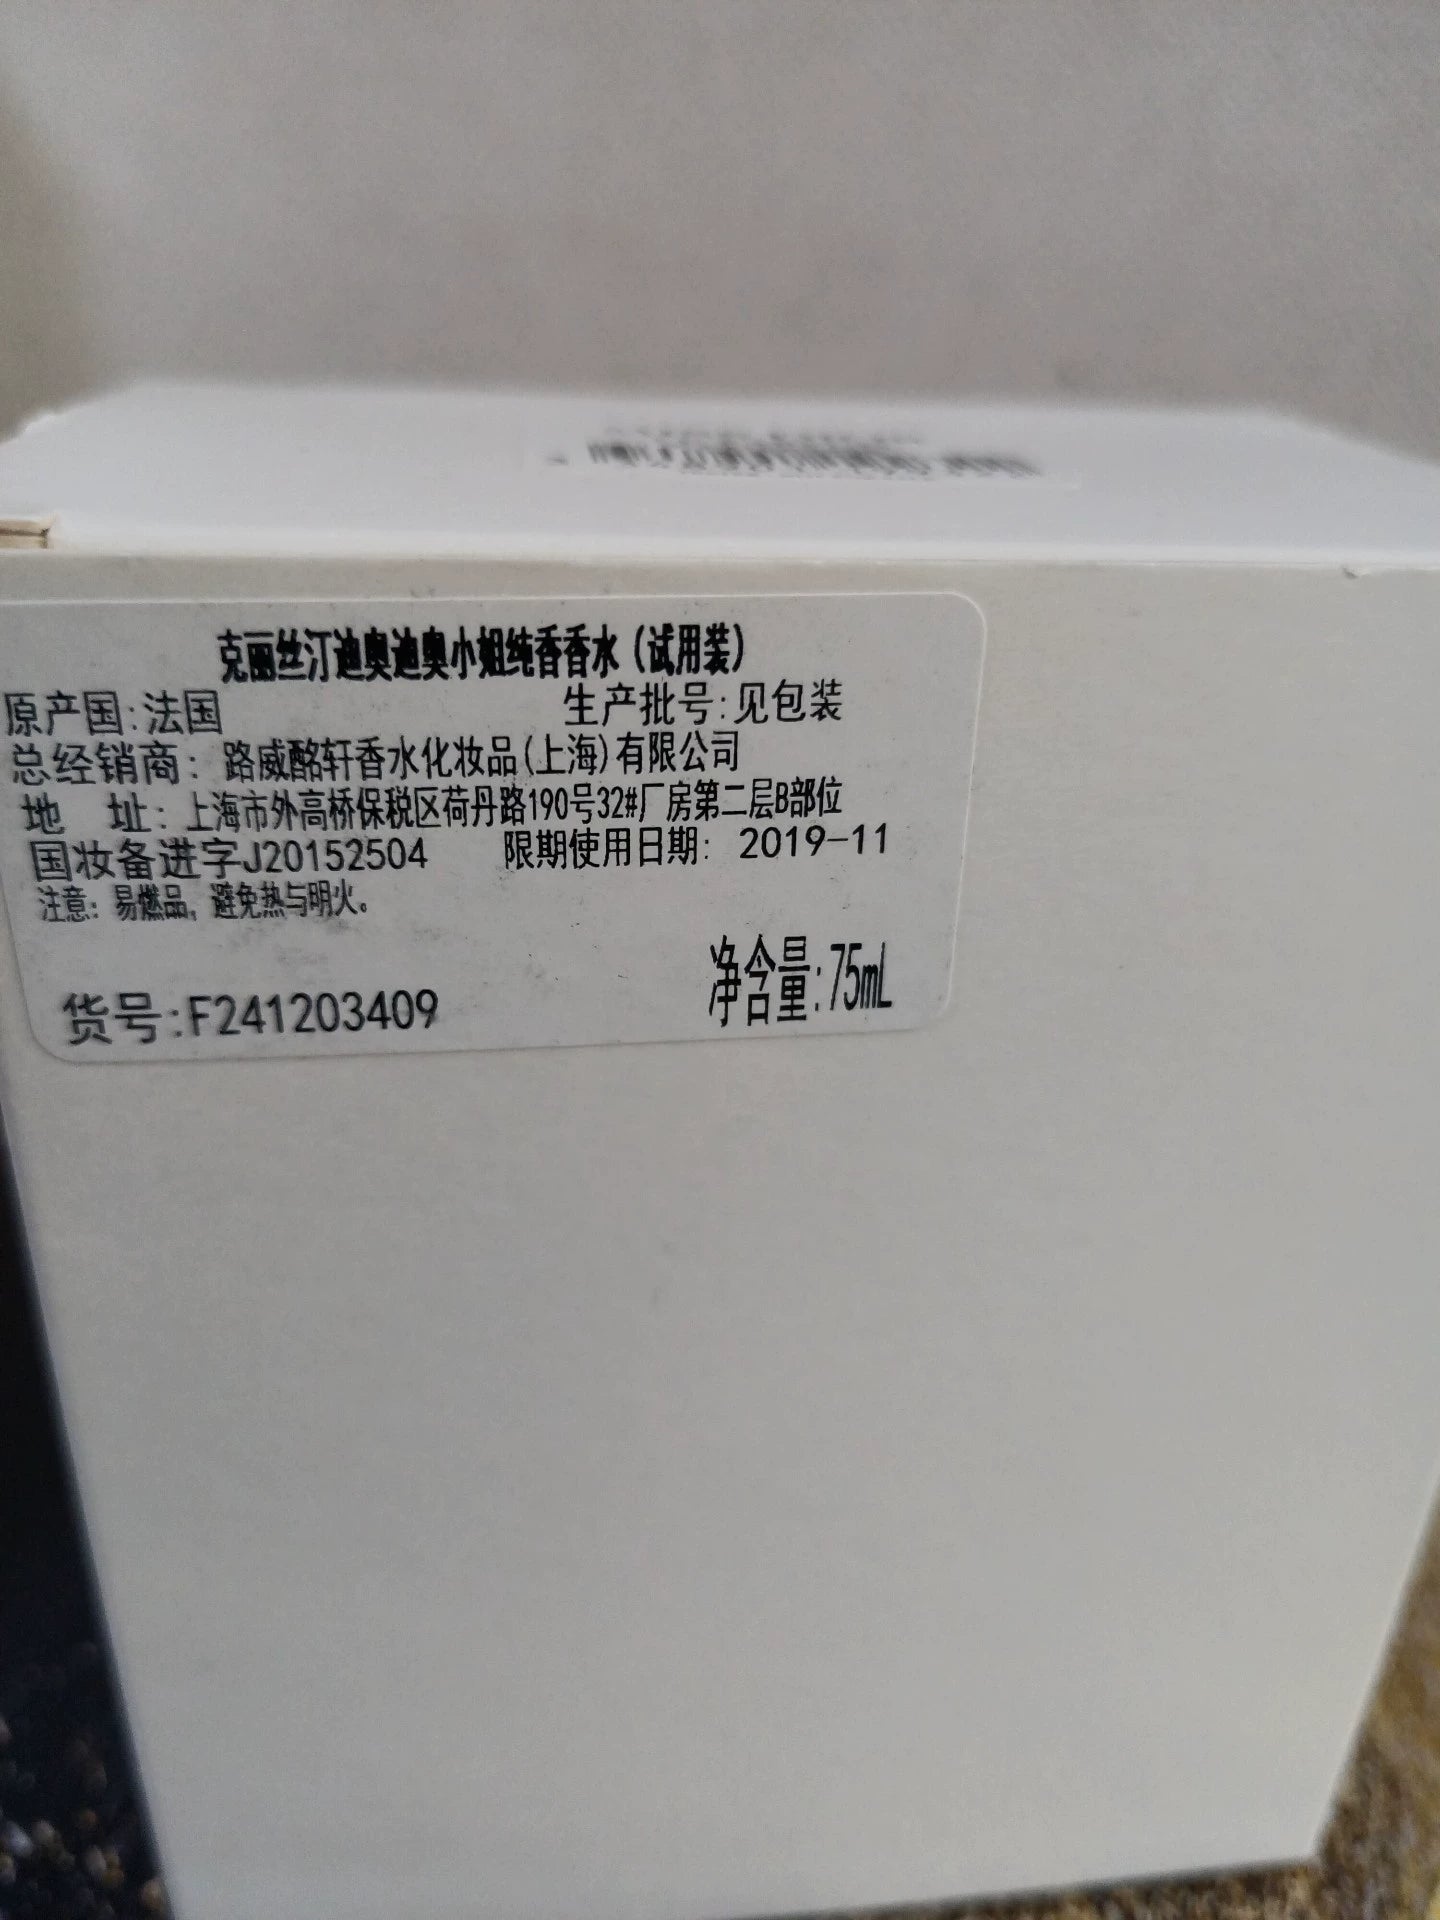 克丽丝汀迪奥迪奥小姐纯香香水（试用装）
原产国:法国 生产批号:见包装
总经销商: 路威酩轩香水化妆品(上海)有限公司
地 址: 上海市外高桥保税区荷丹路190号32#厂房第二层B部位
国妆备进字J20152504 限期使用日期: 2019-11
注意: 易燃品, 避免热与明火。
货号:F241203409 净含量:75mL